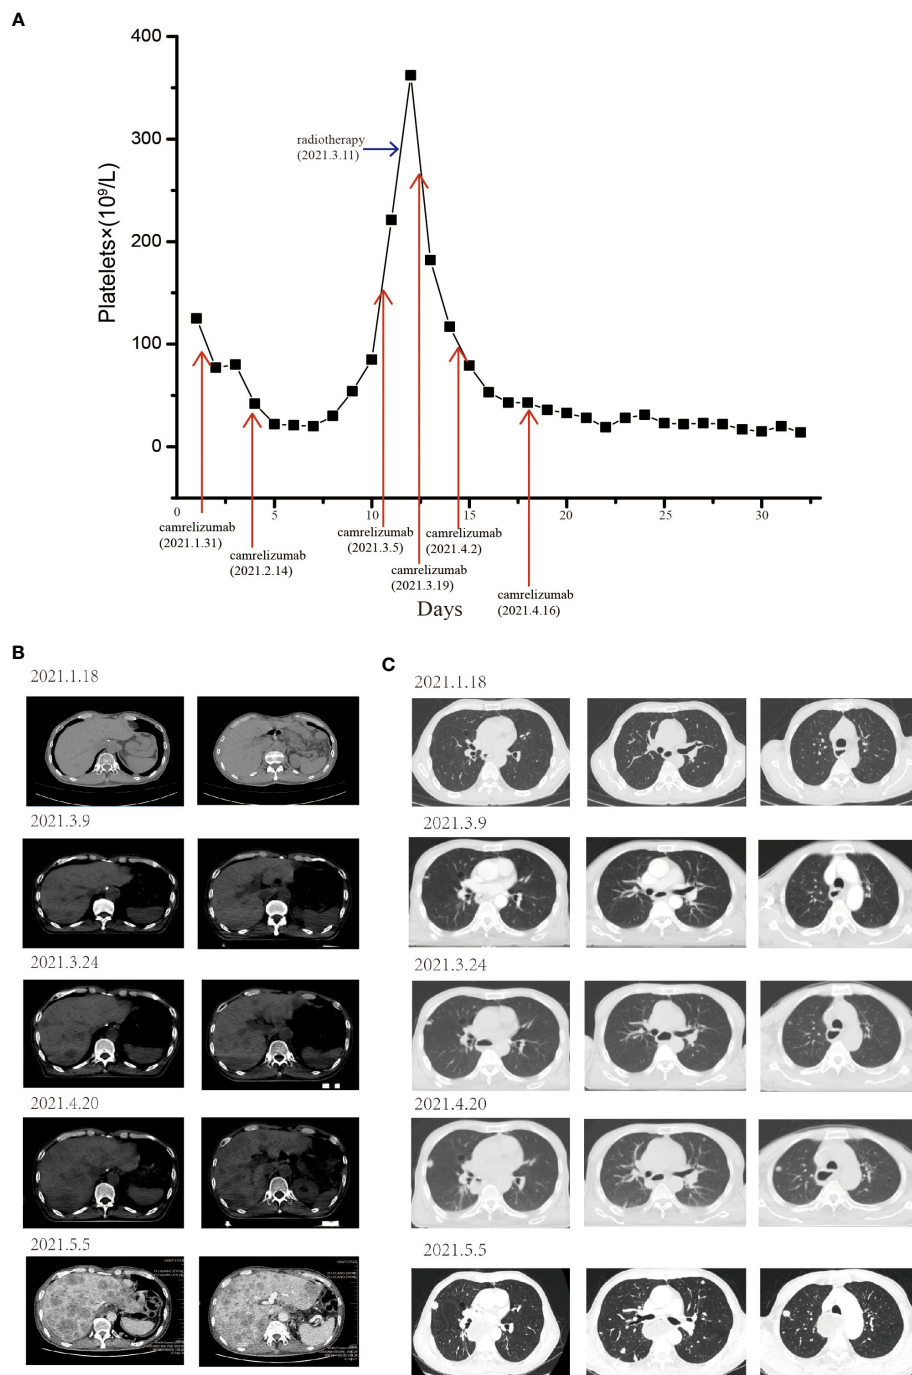 A
400
300
200
100
0
Platelets×(10⁹/L)
radiotherapy
(2021.3.11)
0 5 10 15 20 25 30
camrelizumab
(2021.1.31)
camrelizumab
(2021.2.14)
camrelizumab
(2021.3.5)
camrelizumab
(2021.4.2)
camrelizumab
(2021.3.19)
camrelizumab
(2021.4.16)
Days
B
2021.1.18
2021.3.9
2021.3.24
2021.4.20
2021.5.5
C
2021.1.18
2021.3.9
2021.3.24
2021.4.20
2021.5.5